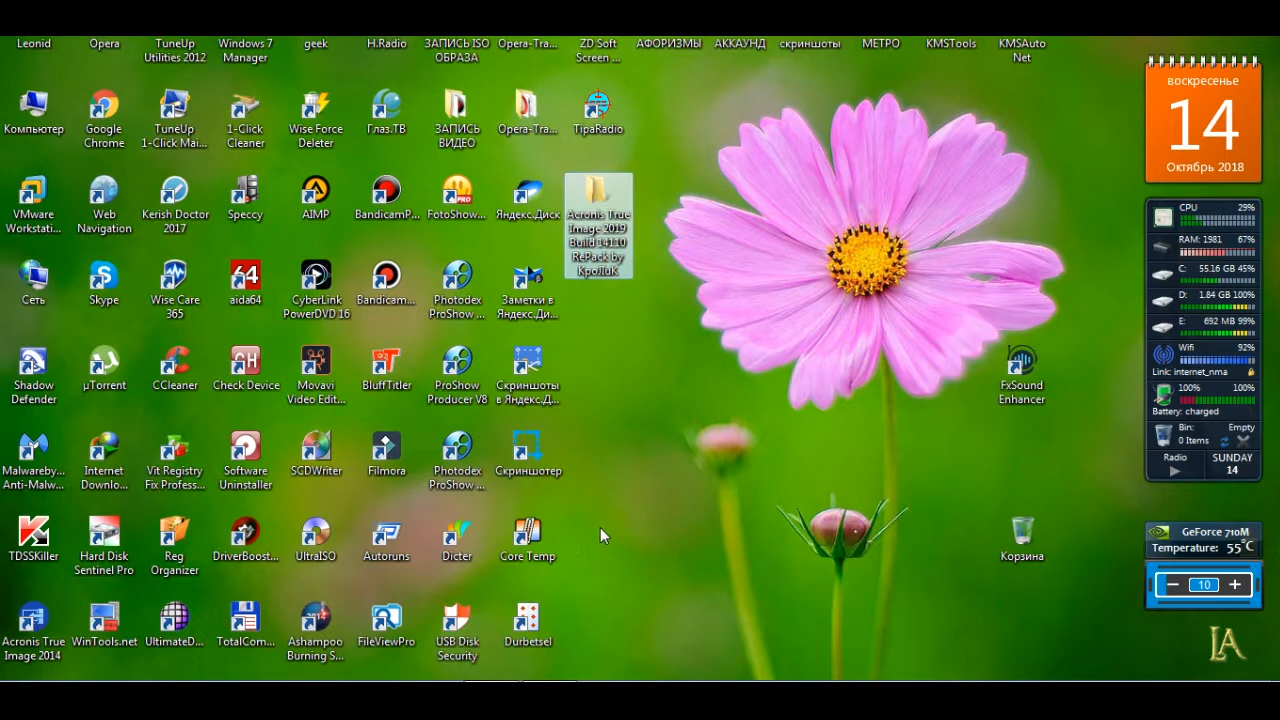 Leonid
Opera
TuneUp
Utilities 2012
Windows 7
Manager
geek
H.Radio
ЗАПИСЬ ISO
ОБРАЗА
Opera-Tra...
ZD Soft
Screen ...
АФОРИЗМЫ
АККАУНД
скриншоты
МЕТРО
KMSTools
KMSAuto
Net
Компьютер
Google
Chrome
TuneUp
1-Click Mai...
1-Click
Cleaner
Wise Force
Deleter
Глаз.ТВ
ЗАПИСЬ
ВИДЕО
Opera-Tra...
TipaRadio
VMware
Workstati...
Web
Navigation
Kerish Doctor
2017
Speccy
AIMP
BandicamP...
PRO
FotoShow...
Яндекс.Диск
Acronis True
Image 2019
Build 14110
RePack by
KpoJIuK
Сеть
Skype
Wise Care
365
64
aida64
CyberLink
PowerDVD 16
Bandicam...
Photodex
ProShow ...
Заметки в
Яндекс.Ди...
Shadow
Defender
µTorrent
CCleaner
CH
Check Device
Movavi
Video Edit...
BT
BluffTitler
ProShow
Producer V8
Скриншоты
в Яндекс.Д...
FxSound
Enhancer
Malwareby...
Anti-Malw...
Internet
Downlo...
Vit Registry
Fix Profess...
Software
Uninstaller
SCDWriter
Filmora
Photodex
ProShow ...
Скриншотер
TDSSKiller
Hard Disk
Sentinel Pro
Reg
Organizer
DriverBoost...
UltraISO
Autoruns
Dicter
Core Temp
Корзина
Acronis True
Image 2014
WinTools.net
UltimateD...
TotalCom...
Ashampoo
Burning S...
FileViewPro
USB Disk
Security
Durbetsel
воскресенье
14
Октябрь 2018
CPU 29%
RAM: 1981 67%
C: 55.16 GB 45%
D: 1.84 GB 100%
E: 692 MB 99%
Wifi 92%
Link: internet_nma
100% 100%
Battery: charged
Bin: Empty
0 Items
Radio
SUNDAY
14
GeForce 710M
Temperature: 55°C
10
LA